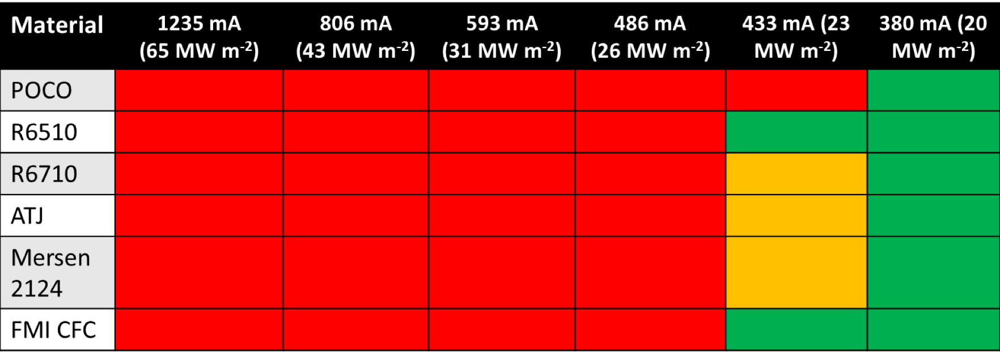 Material 1235 mA 806 mA 593 mA 486 mA 433 mA (23 380 mA (20
(65 MW m-2) (43 MW m-2) (31 MW m-2) (26 MW m-2) MW m-2) MW m-2)
POCO
R6510
R6710
ATJ
Mersen
2124
FMI CFC